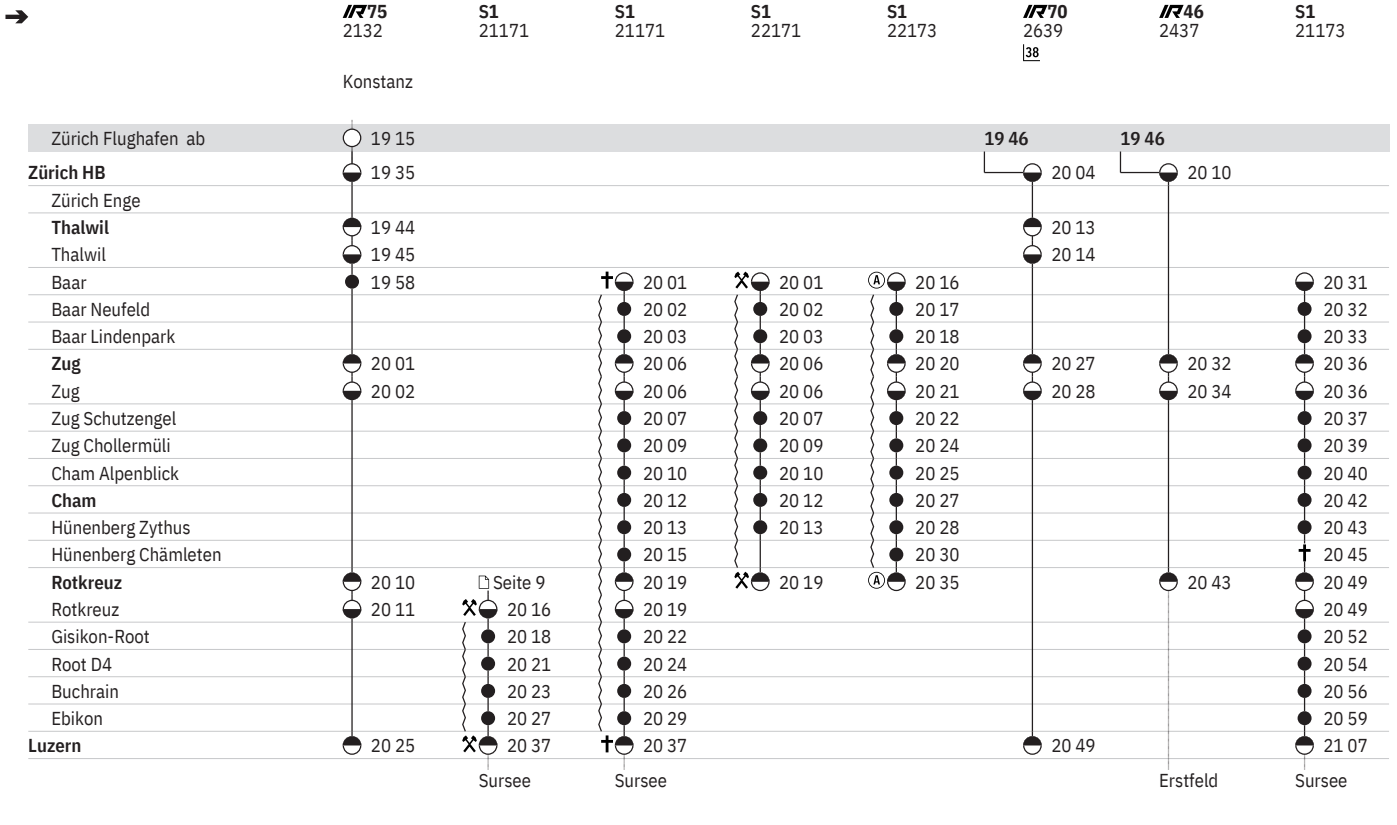 ➔ IR75 S1 S1 S1 S1 IR70 IR46 S1
2132 21171 21171 22171 22173 2639 2437 21173
38
Konstanz
Zürich Flughafen ab 19 15 19 46 19 46
Zürich HB 19 35 20 04 20 10
Zürich Enge
Thalwil 19 44 20 13
Thalwil 19 45 20 14
Baar 19 58 ✝ 20 01 ⚒ 20 01 Ⓐ 20 16 20 31
Baar Neufeld 20 02 20 02 20 17 20 32
Baar Lindenpark 20 03 20 03 20 18 20 33
Zug 20 01 20 06 20 06 20 20 20 27 20 32 20 36
Zug 20 02 20 06 20 06 20 21 20 28 20 34 20 36
Zug Schutzengel 20 07 20 07 20 22 20 37
Zug Chollermüli 20 09 20 09 20 24 20 39
Cham Alpenblick 20 10 20 10 20 25 20 40
Cham 20 12 20 12 20 27 20 42
Hünenberg Zythus 20 13 20 13 20 28 20 43
Hünenberg Chämleten 20 15 20 30 ✝ 20 45
Rotkreuz 20 10 Seite 9 20 19 ⚒ 20 19 Ⓐ 20 35 20 43 20 49
Rotkreuz 20 11 ⚒ 20 16 20 19 20 49
Gisikon-Root 20 18 20 22 20 52
Root D4 20 21 20 24 20 54
Buchrain 20 23 20 26 20 56
Ebikon 20 27 20 29 20 59
Luzern 20 25 ⚒ 20 37 ✝ 20 37 20 49 21 07
Sursee Sursee Erstfeld Sursee